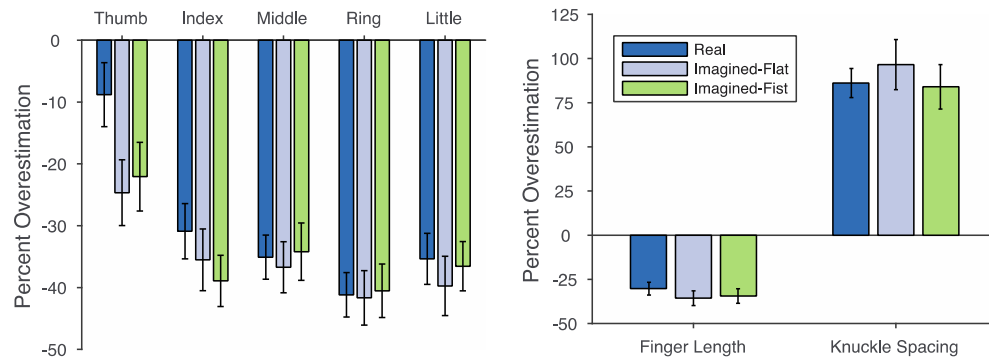 Thumb Index Middle Ring Little
0
-10
-20
-30
-40
-50
Percent Overestimation
125
100
75
50
25
0
-25
-50
Percent Overestimation
Real
Imagined-Flat
Imagined-Fist
Finger Length Knuckle Spacing